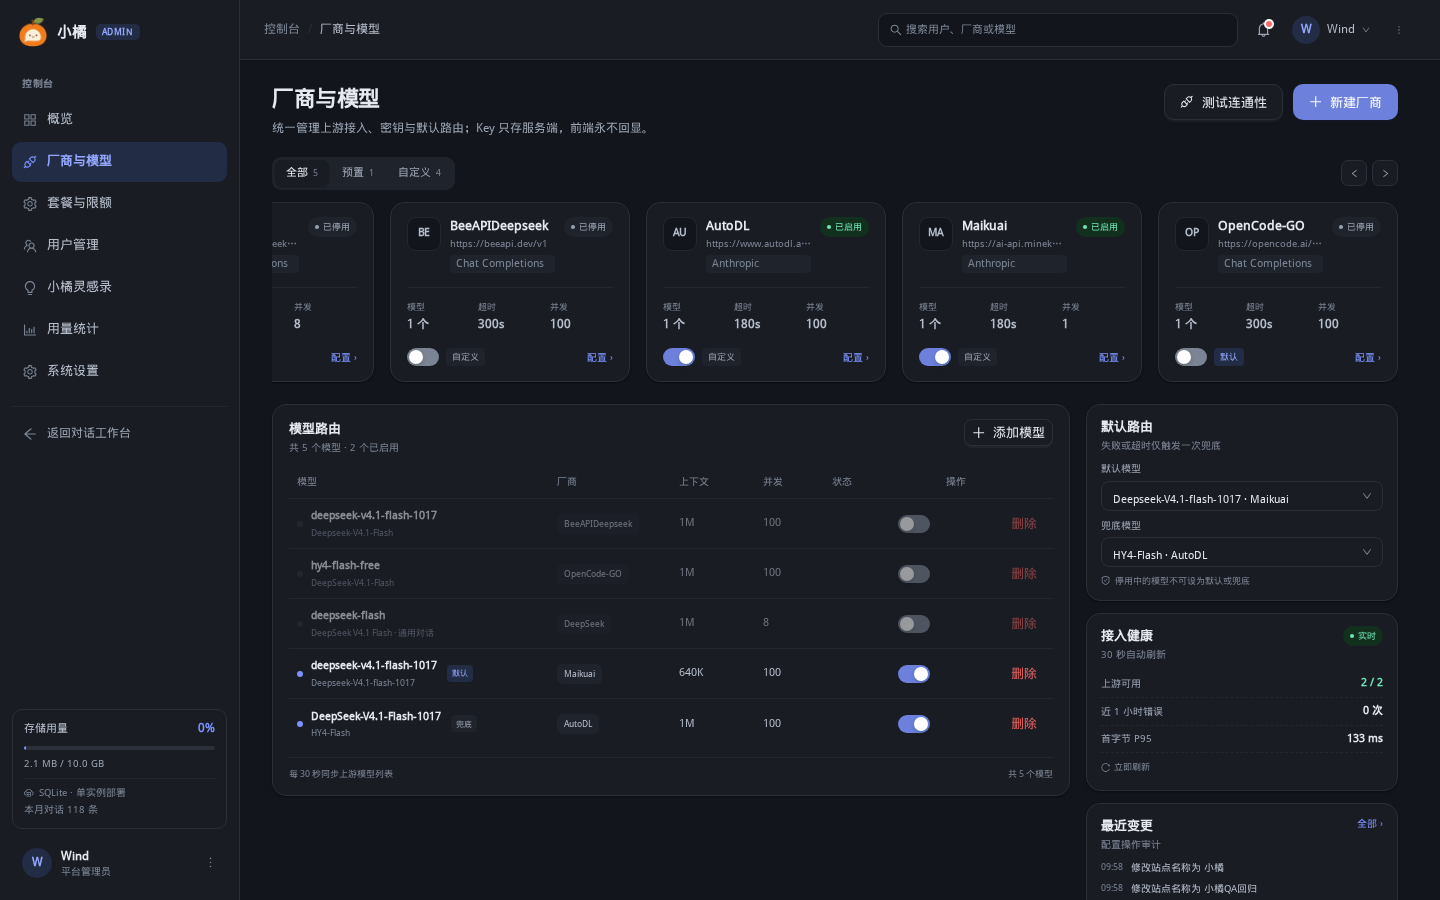 小橘 ADMIN
控制台 / 厂商与模型
搜索用户、厂商或模型
W Wind
控制台
概览
厂商与模型
套餐与限额
用户管理
小橘灵感录
用量统计
系统设置
返回对话工作台
存储用量 0%
2.1 MB / 10.0 GB
SQLite · 单实例部署
本月对话 118 条
W Wind
平台管理员
厂商与模型
统一管理上游接入、密钥与默认路由；Key 只存服务端，前端永不回显。
测试连通性
新建厂商
全部 5 预置 1 自定义 4
已停用
eek···
ons
并发
8
配置 ›
BE BeeAPIDeepseek 已停用
https://beeapi.dev/v1
Chat Completions
模型 超时 并发
1 个 300s 100
自定义 配置 ›
AU AutoDL 已启用
https://www.autodl.a···
Anthropic
模型 超时 并发
1 个 180s 100
自定义 配置 ›
MA Maikuai 已启用
https://ai-api.minek···
Anthropic
模型 超时 并发
1 个 180s 1
自定义 配置 ›
OP OpenCode-GO 已停用
https://opencode.ai/···
Chat Completions
模型 超时 并发
1 个 300s 100
默认 配置 ›
模型路由
共 5 个模型 · 2 个已启用
添加模型
模型 厂商 上下文 并发 状态 操作
deepseek-v4.1-flash-1017 BeeAPIDeepseek 1M 100 删除
Deepseek-V4.1-Flash
hy4-flash-free OpenCode-GO 1M 100 删除
DeepSeek-V4.1-Flash
deepseek-flash DeepSeek 1M 8 删除
DeepSeek V4.1 Flash · 通用对话
deepseek-v4.1-flash-1017 默认 Maikuai 640K 100 删除
Deepseek-V4.1-flash-1017
DeepSeek-V4.1-Flash-1017 兜底 AutoDL 1M 100 删除
HY4-Flash
每 30 秒同步上游模型列表 共 5 个模型
默认路由
失败或超时仅触发一次兜底
默认模型
Deepseek-V4.1-flash-1017 · Maikuai
兜底模型
HY4-Flash · AutoDL
停用中的模型不可设为默认或兜底
接入健康 实时
30 秒自动刷新
上游可用 2 / 2
近 1 小时错误 0 次
首字节 P95 133 ms
立即刷新
最近变更 全部 ›
配置操作审计
09:58 修改站点名称为 小橘
09:58 修改站点名称为 小橘QA回归